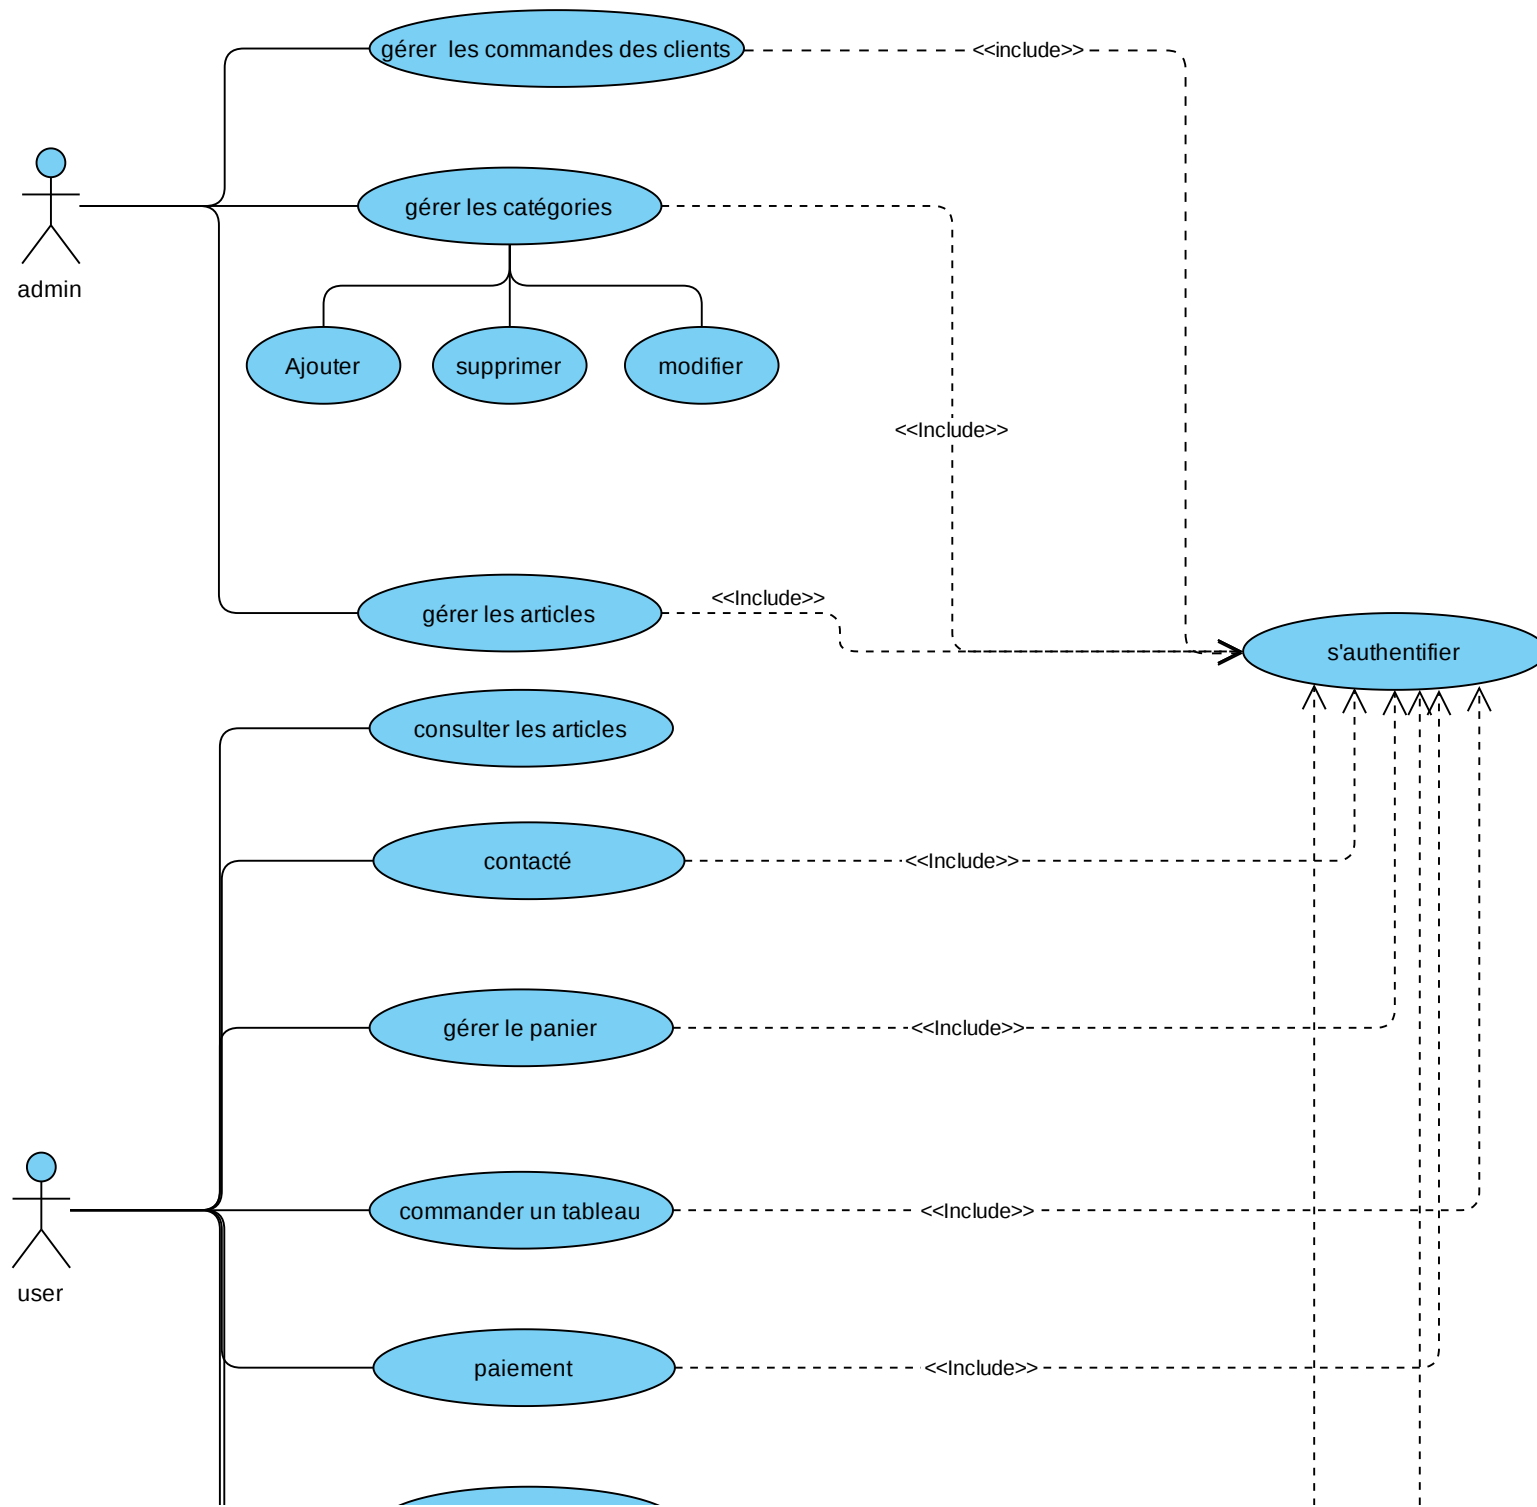 gérer  les commandes des clients
<<include>>
gérer les catégories
admin
Ajouter
supprimer
modifier
<<Include>>
<<Include>>
gérer les articles
s'authentifier
consulter les articles
contacté
<<Include>>
gérer le panier
<<Include>>
commander un tableau
<<Include>>
user
paiement
<<Include>>